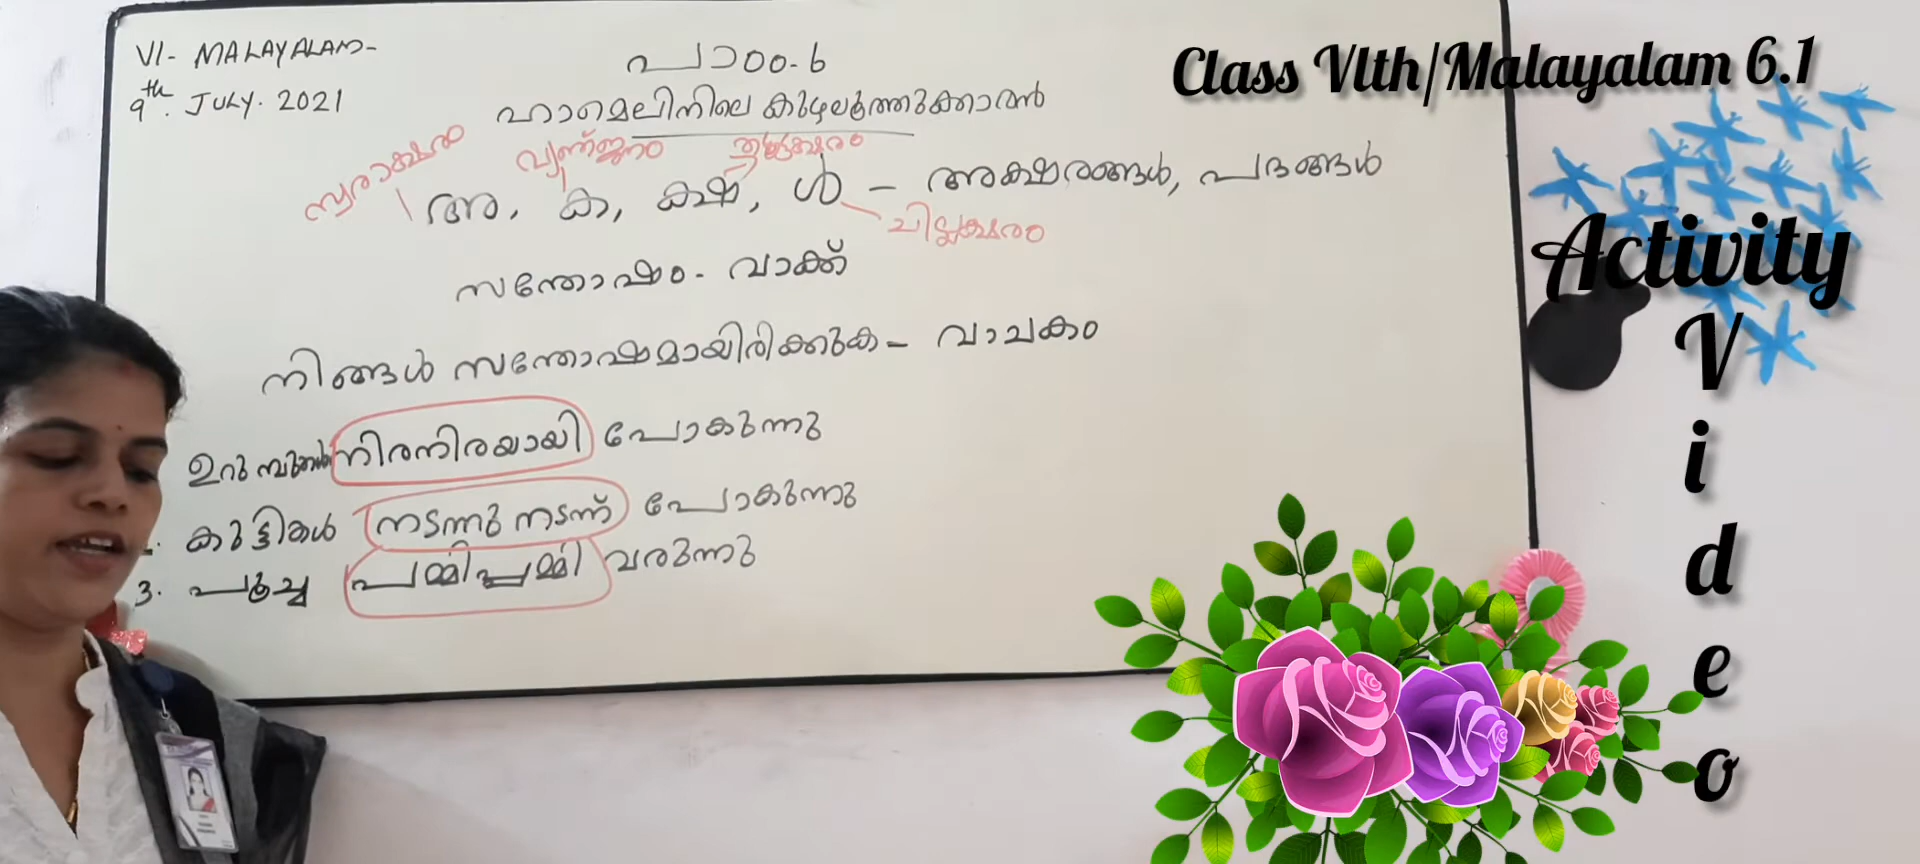 VI- MALAYALAM-
9th. JULY. 2021
പാഠം-6
ഹാമെലിനിലെ കുഴലൂത്തുക്കാരൻ
സ്വരാക്ഷരം വ്യഞ്ജനം കൂട്ടക്ഷരം
അ, ക, ക്ഷ, ൾ - അക്ഷരങ്ങൾ, പദങ്ങൾ
ചില്ലക്ഷരം
സന്തോഷം - വാക്ക്
നിങ്ങൾ സന്തോഷമായിരിക്കുക - വാചകം
ഉറുമ്പുകൾ നിരനിരയായി പോകുന്നു
കുട്ടികൾ നടന്നു നടന്ന് പോകുന്നു
3. പൂച്ച പമ്മിപ്പമ്മി വരുന്നു
Class VIth/Malayalam 6.1
Activity
Video